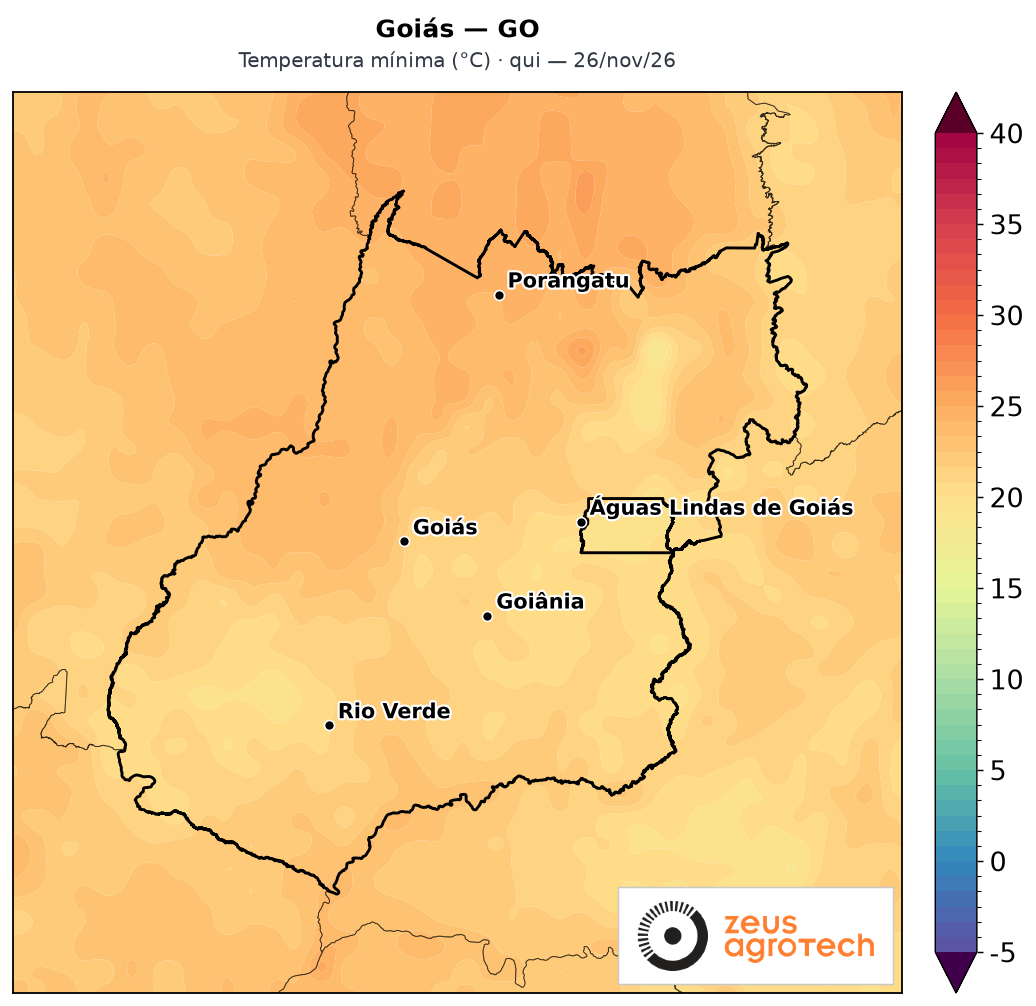 Goiás — GO
Temperatura mínima (°C) · qui — 26/nov/26
40
35
30
25
20
15
10
5
0
-5
Porangatu
Águas Lindas de Goiás
Goiás
Goiânia
Rio Verde
zeus
agrotech